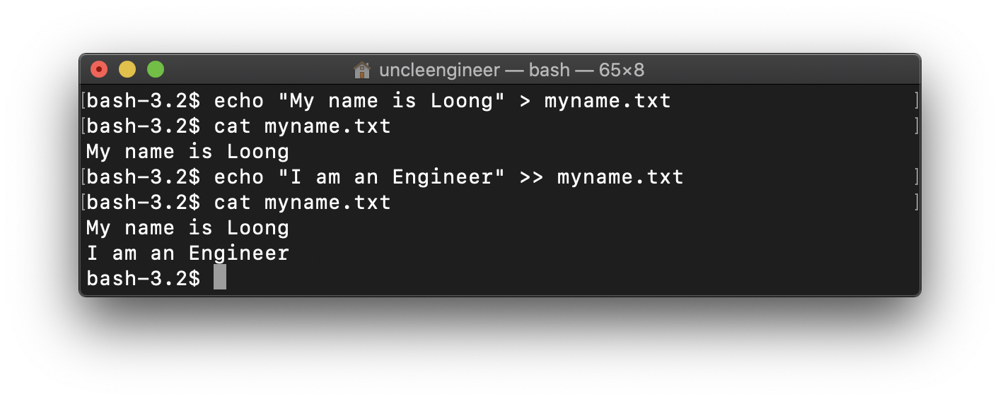 uncleengineer — bash — 65×8
[bash-3.2$ echo "My name is Loong" > myname.txt ]
[bash-3.2$ cat myname.txt ]
My name is Loong
[bash-3.2$ echo "I am an Engineer" >> myname.txt ]
[bash-3.2$ cat myname.txt ]
My name is Loong
I am an Engineer
bash-3.2$